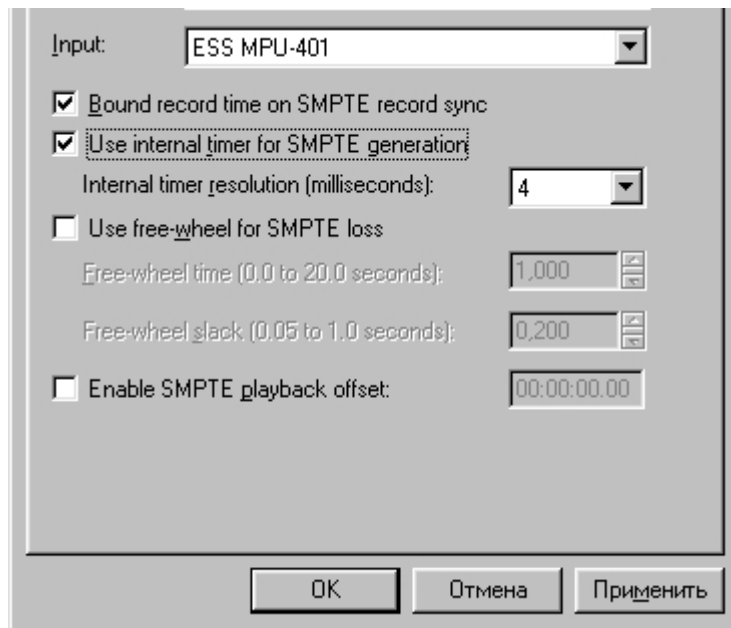 Input: ESS MPU-401
Bound record time on SMPTE record sync
Use internal timer for SMPTE generation
Internal timer resolution (milliseconds): 4
Use free-wheel for SMPTE loss
Free-wheel time (0.0 to 20.0 seconds): 1,000
Free-wheel slack (0.05 to 1.0 seconds): 0,200
Enable SMPTE playback offset: 00:00:00.00
OK Отмена Применить